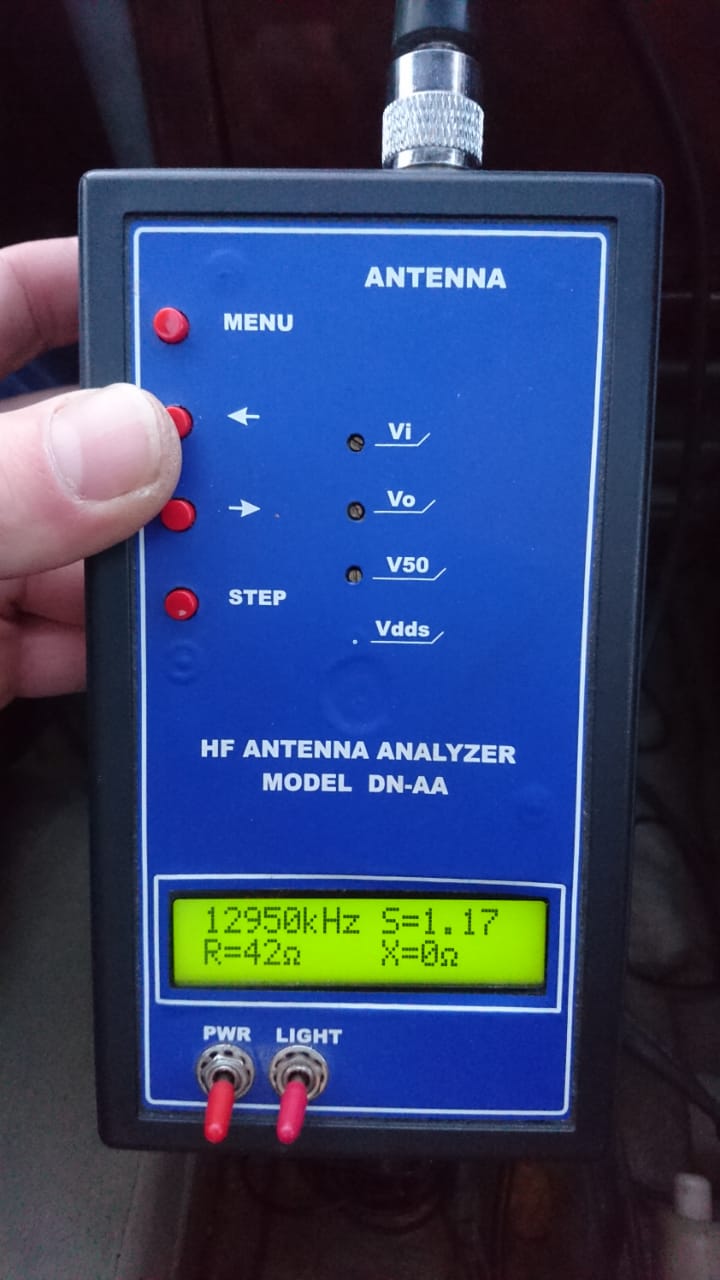 ANTENNA
MENU
←
Vi
Vo
→
V50
STEP
Vdds
HF ANTENNA ANALYZER
MODEL DN-AA
12950kHz S=1.17
R=42Ω X=0Ω
PWR LIGHT